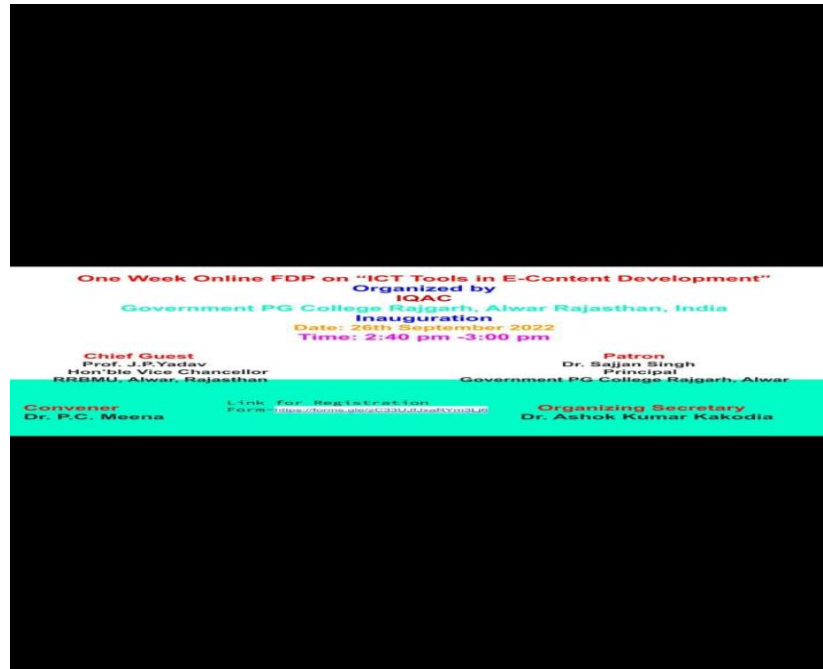 One Week Online FDP on “ICT Tools in E-Content Development”
Organized by
IQAC
Government PG College Rajgarh, Alwar Rajasthan, India
Inauguration
Date: 26th September 2022
Time: 2:40 pm -3:00 pm
Chief Guest
Prof. J.P.Yadav
Hon'ble Vice Chancellor
RRBMU, Alwar, Rajasthan
Patron
Dr. Sajjan Singh
Principal
Government PG College Rajgarh, Alwar
Convener
Dr. P.C. Meena
Link for Registration
Form-
Organizing Secretary
Dr. Ashok Kumar Kakodia